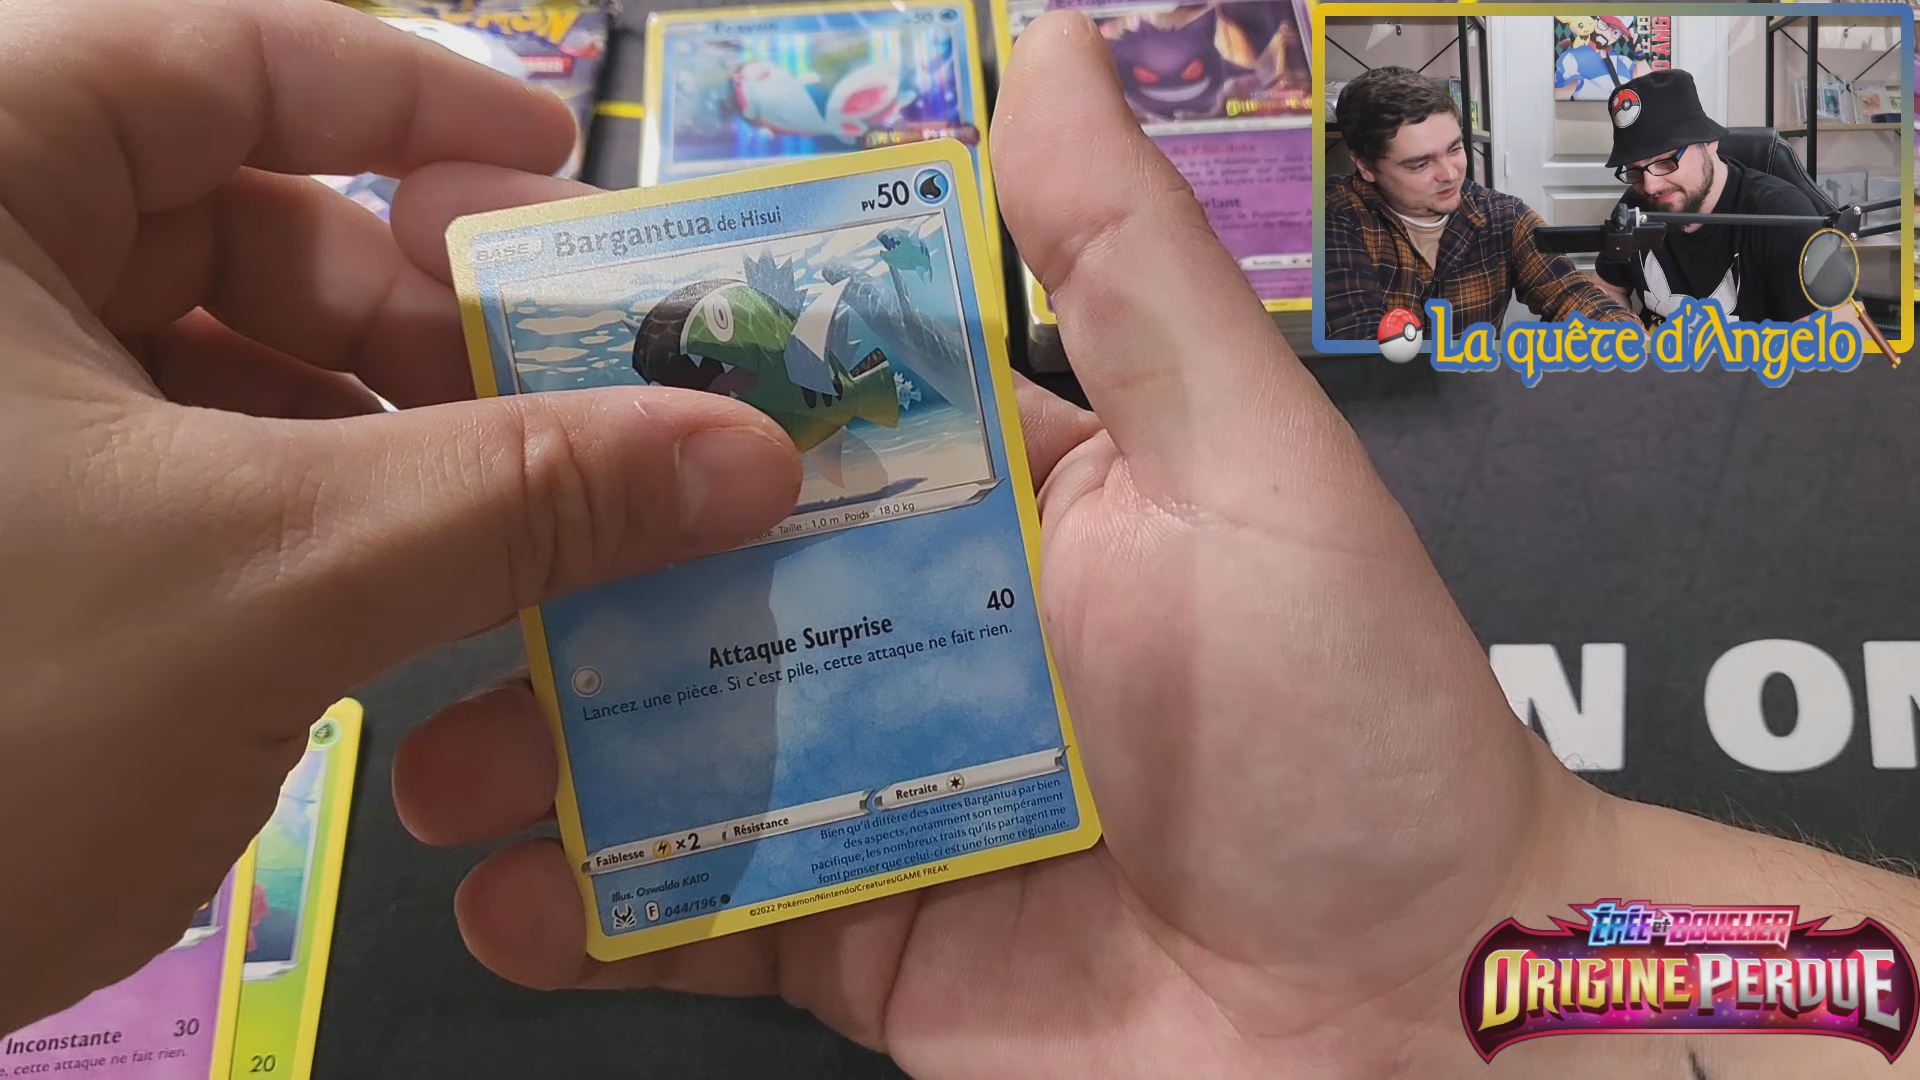 BASE Bargantua de Hisui PV 50
Taille : 1,0 m Poids : 18,0 kg
Attaque Surprise 40
Lancez une pièce. Si c'est pile, cette attaque ne fait rien.
Faiblesse ×2 Résistance Retraite
Bien qu'il diffère des autres Bargantua par bien
des aspects, notamment son tempérament
pacifique, les nombreux traits qu'ils partagent me
font penser que celui-ci est une forme régionale.
Illus. Oswaldo KATO
F 044/196
©2022 Pokémon/Nintendo/Creatures/GAME FREAK
Inconstante 30
cette attaque ne fait rien.
20
50
La quête d'Angelo
N ON
ÉPÉE et BOUCLIER
ORIGINE PERDUE